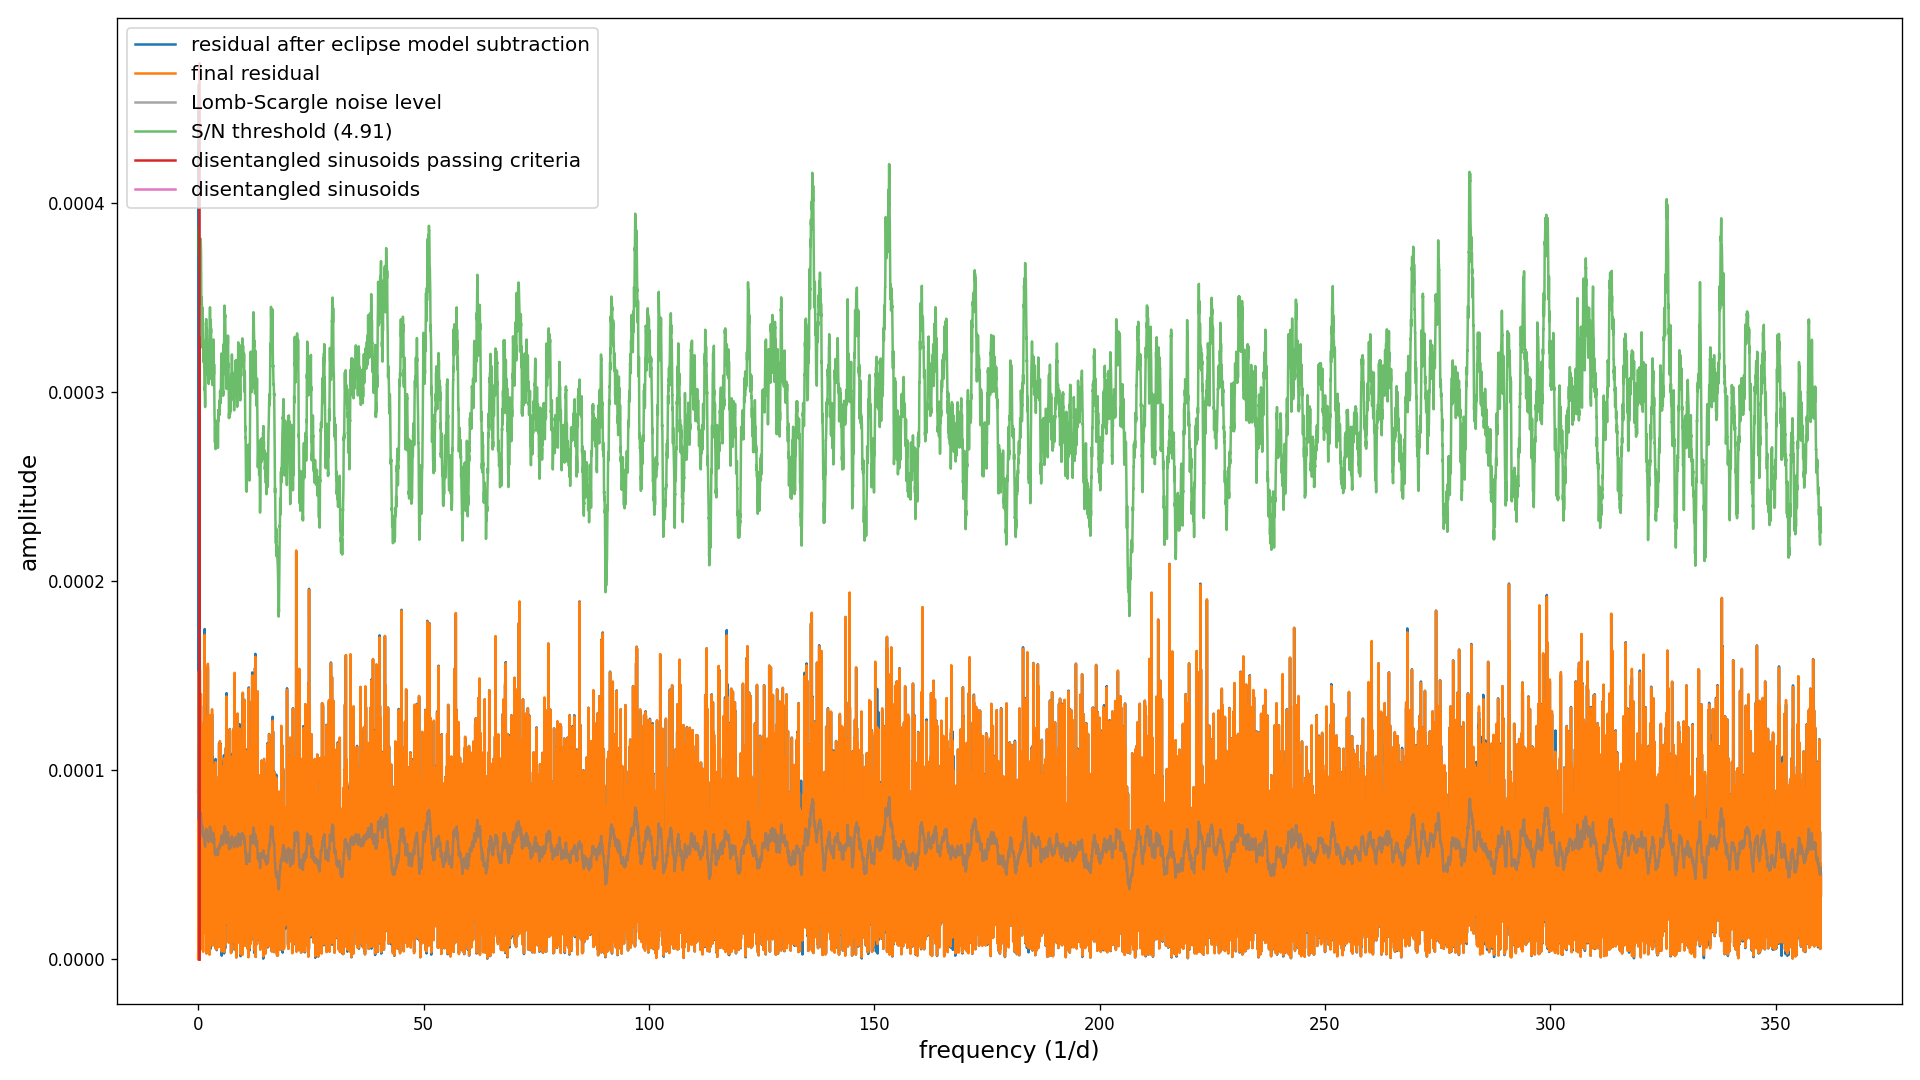 residual after eclipse model subtraction
final residual
Lomb-Scargle noise level
S/N threshold (4.91)
disentangled sinusoids passing criteria
disentangled sinusoids
0.0004
0.0003
0.0002
0.0001
0.0000
amplitude
0 50 100 150 200 250 300 350
frequency (1/d)